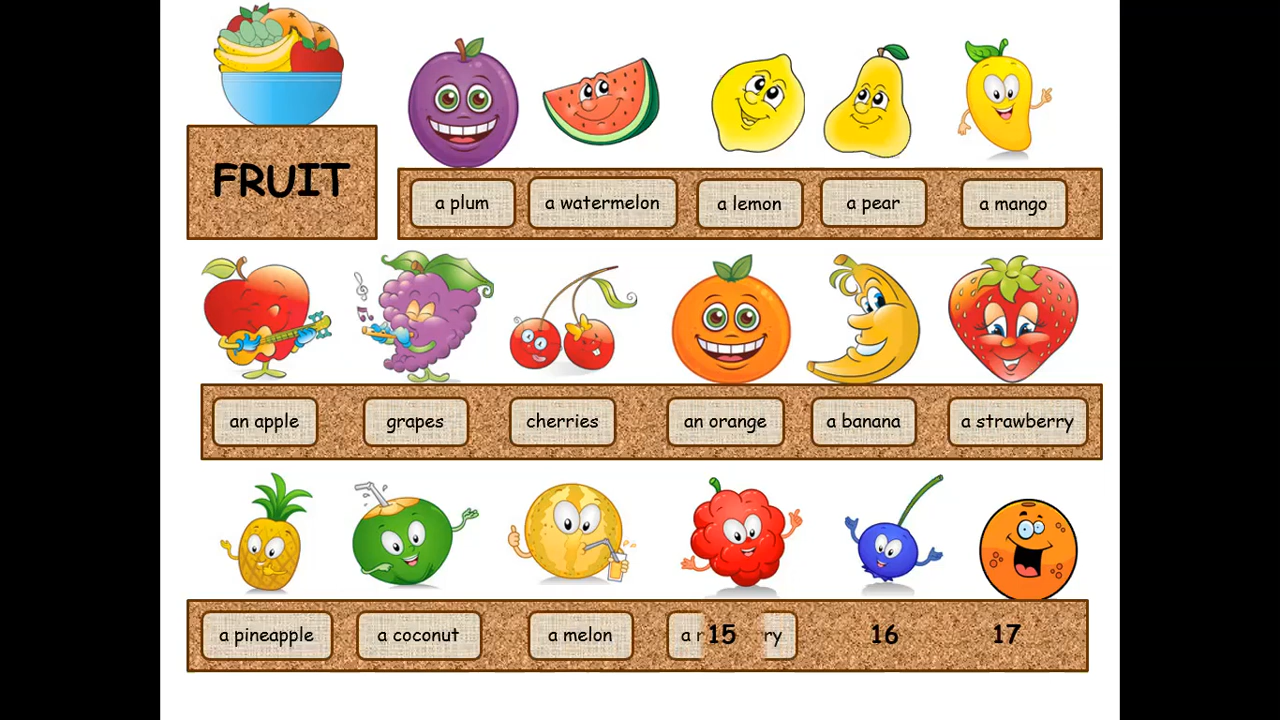 FRUIT
a plum a watermelon a lemon a pear a mango
an apple grapes cherries an orange a banana a strawberry
a pineapple a coconut a melon 15 16 17